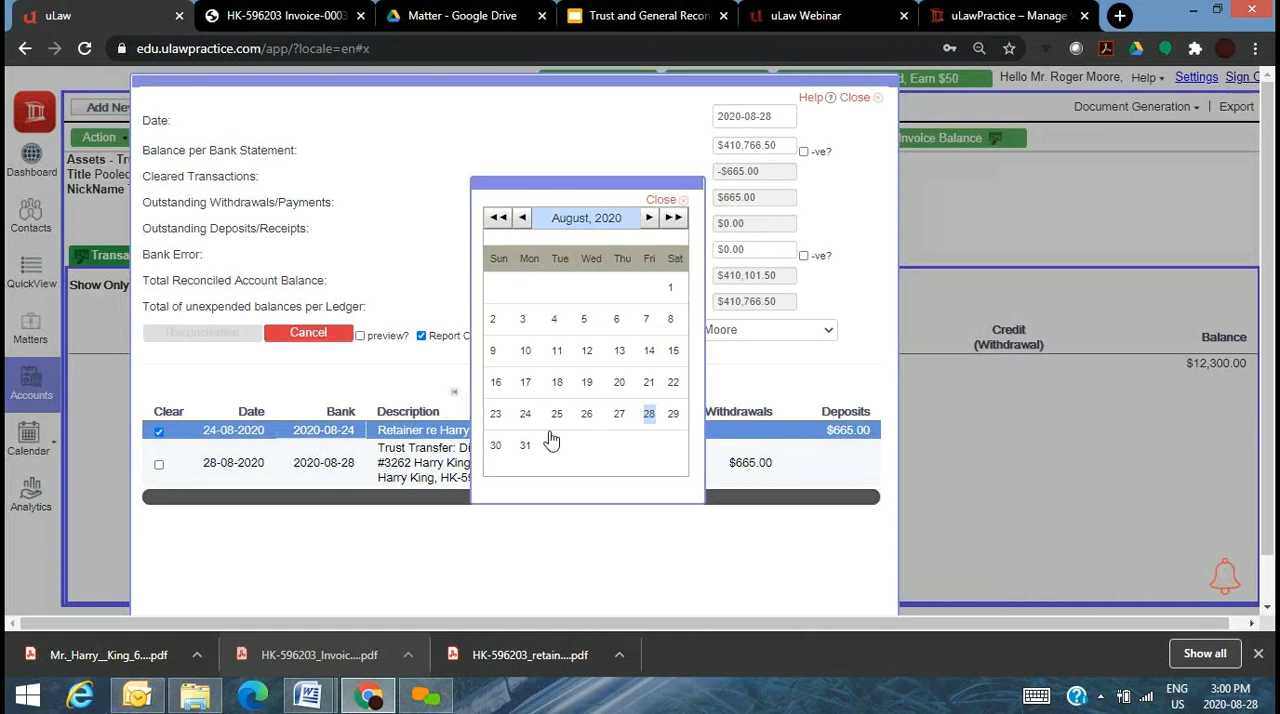 uLaw
HK-596203 Invoice-0003
Matter - Google Drive
Trust and General Recon
uLaw Webinar
uLawPractice – Manage
edu.ulawpractice.com/app/?locale=en#x
d, Earn $50
Hello Mr. Roger Moore,
Help
Settings
Sign O
Add Ne
Document Generation
Export
Action
Invoice Balance
Assets - Tru
Title Pooled
NickName T
Dashboard
Contacts
QuickView
Matters
Accounts
Calendar
Analytics
Transa
Show Only
Help Close
Date: 2020-08-28
Balance per Bank Statement: $410,766.50 -ve?
Cleared Transactions: -$665.00
Outstanding Withdrawals/Payments: $665.00
Outstanding Deposits/Receipts: $0.00
Bank Error: $0.00 -ve?
Total Reconciled Account Balance: $410,101.50
Total of unexpended balances per Ledger: $410,766.50
Reconciliation Cancel preview? Report O Moore
Close
August, 2020
Sun Mon Tue Wed Thu Fri Sat
1
2 3 4 5 6 7 8
9 10 11 12 13 14 15
16 17 18 19 20 21 22
23 24 25 26 27 28 29
30 31
Credit
(Withdrawal)
Balance
$12,300.00
Clear Date Bank Description Withdrawals Deposits
24-08-2020 2020-08-24 Retainer re Harry $665.00
28-08-2020 2020-08-28 Trust Transfer: Di
#3262 Harry King
Harry King, HK-59
$665.00
Mr._Harry__King_6....pdf
HK-596203_Invoic....pdf
HK-596203_retain....pdf
Show all
ENG
US
3:00 PM
2020-08-28